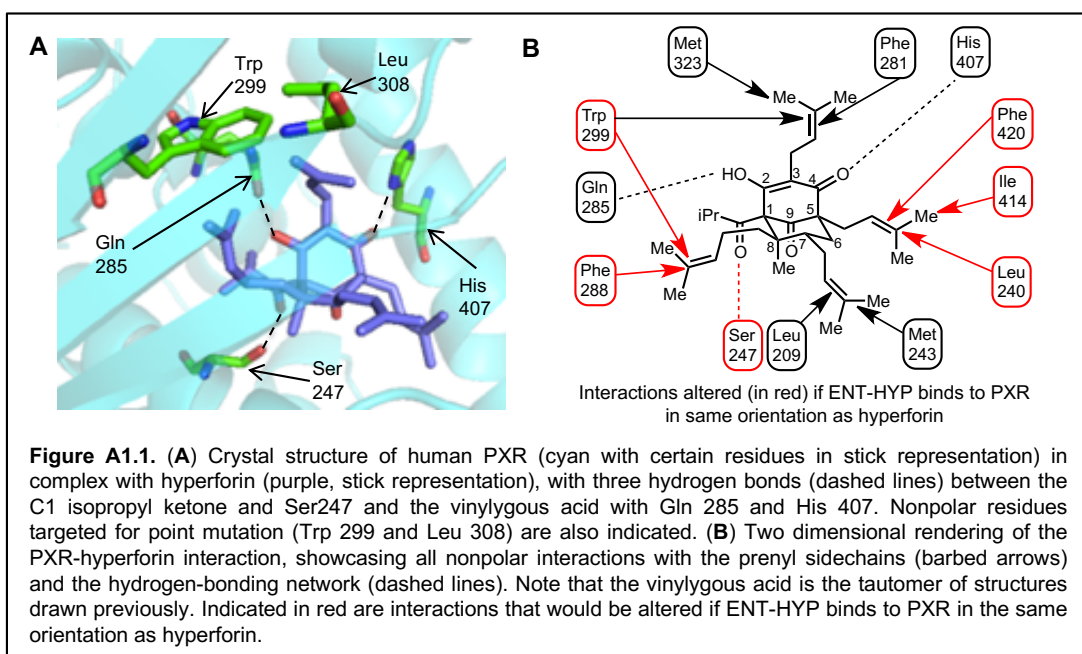 A
Trp
299
Leu
308
Gln
285
His
407
Ser
247
B
Met
323
Phe
281
His
407
Trp
299
Phe
420
Gln
285
Ile
414
Phe
288
Leu
240
Ser
247
Leu
209
Met
243
Me
Me
HO
2
3
4
O
iPr
1
9
5
Me
O
8
O
7
6
Me
Me
Me
Me
Me
Me
Me
Interactions altered (in red) if ENT-HYP binds to PXR
in same orientation as hyperforin
Figure A1.1. (A) Crystal structure of human PXR (cyan with certain residues in stick representation) in
complex with hyperforin (purple, stick representation), with three hydrogen bonds (dashed lines) between the
C1 isopropyl ketone and Ser247 and the vinylygous acid with Gln 285 and His 407. Nonpolar residues
targeted for point mutation (Trp 299 and Leu 308) are also indicated. (B) Two dimensional rendering of the
PXR-hyperforin interaction, showcasing all nonpolar interactions with the prenyl sidechains (barbed arrows)
and the hydrogen-bonding network (dashed lines). Note that the vinylygous acid is the tautomer of structures
drawn previously. Indicated in red are interactions that would be altered if ENT-HYP binds to PXR in the same
orientation as hyperforin.